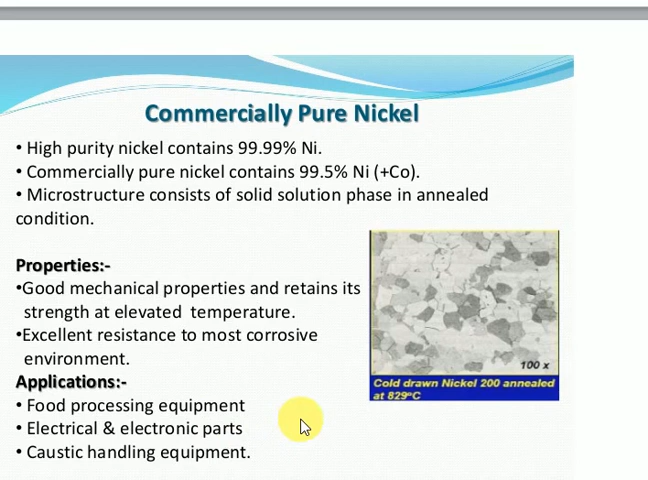 Commercially Pure Nickel
• High purity nickel contains 99.99% Ni.
• Commercially pure nickel contains 99.5% Ni (+Co).
• Microstructure consists of solid solution phase in annealed
condition.
Properties:-
•Good mechanical properties and retains its
strength at elevated temperature.
•Excellent resistance to most corrosive
environment.
Applications:-
• Food processing equipment
• Electrical & electronic parts
• Caustic handling equipment.
100 x
Cold drawn Nickel 200 annealed
at 829°C